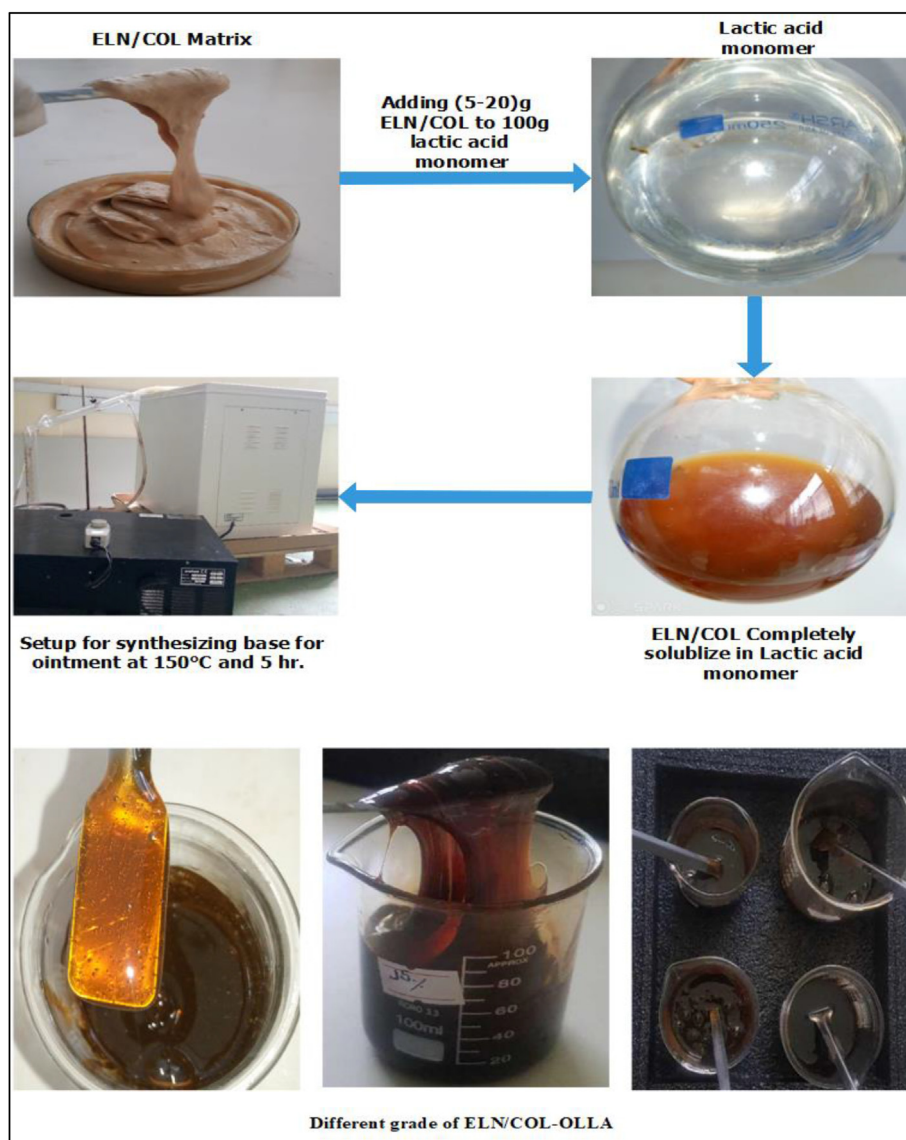 ELN/COL Matrix
Lactic acid
monomer
Adding (5-20)g
ELN/COL to 100g
lactic acid
monomer
250ml
Setup for synthesizing base for
ointment at 150°C and 5 hr.
ELN/COL Completely
solublize in Lactic acid
monomer
15%
100ml
100
APPROX
80
60
40
20
Different grade of ELN/COL-OLLA